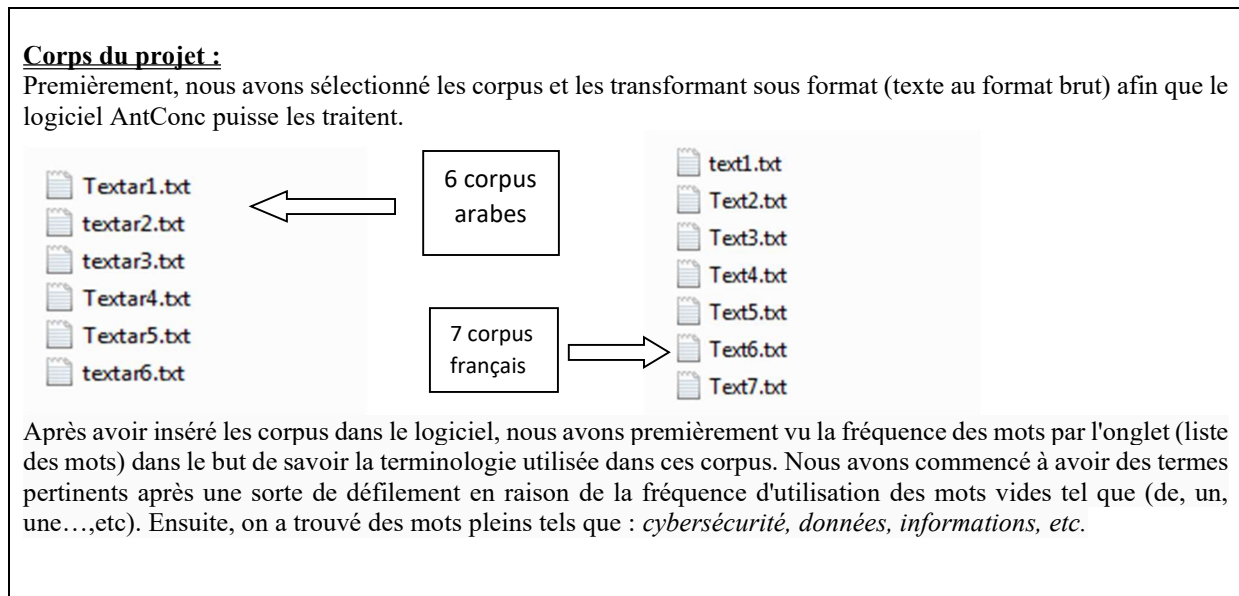 Corps du projet :
Premièrement, nous avons sélectionné les corpus et les transformant sous format (texte au format brut) afin que le
logiciel AntConc puisse les traitent.
Textar1.txt
textar2.txt
textar3.txt
Textar4.txt
Textar5.txt
textar6.txt
6 corpus
arabes
7 corpus
français
text1.txt
Text2.txt
Text3.txt
Text4.txt
Text5.txt
Text6.txt
Text7.txt
Après avoir inséré les corpus dans le logiciel, nous avons premièrement vu la fréquence des mots par l'onglet (liste
des mots) dans le but de savoir la terminologie utilisée dans ces corpus. Nous avons commencé à avoir des termes
pertinents après une sorte de défilement en raison de la fréquence d'utilisation des mots vides tel que (de, un,
une…,etc). Ensuite, on a trouvé des mots pleins tels que : cybersécurité, données, informations, etc.